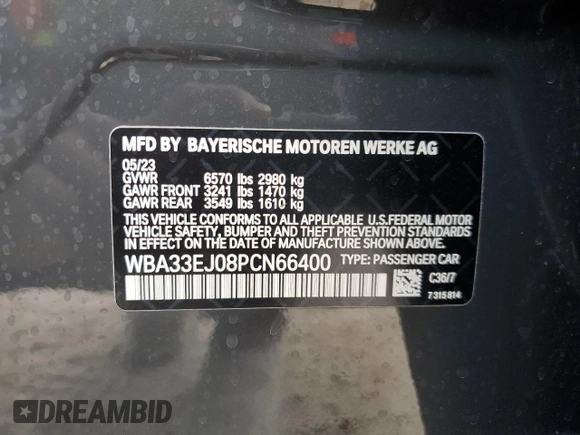 MFD BY BAYERISCHE MOTOREN WERKE AG
05/23
GVWR 6570 lbs 2980 kg
GAWR FRONT 3241 lbs 1470 kg
GAWR REAR 3549 lbs 1610 kg
THIS VEHICLE CONFORMS TO ALL APPLICABLE U.S.FEDERAL MOTOR
VEHICLE SAFETY, BUMPER AND THEFT PREVENTION STANDARDS
IN EFFECT ON THE DATE OF MANUFACTURE SHOWN ABOVE.
WBA33EJ08PCN66400 TYPE: PASSENGER CAR
C36/7
7315814
DREAMBID